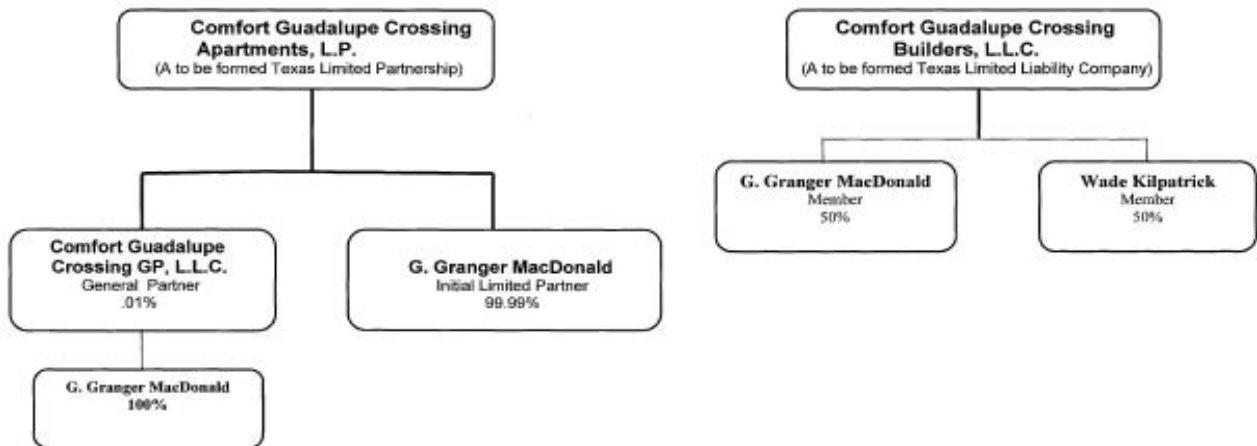 Comfort Guadalupe Crossing
Apartments, L.P.
(A to be formed Texas Limited Partnership)
Comfort Guadalupe
Crossing GP, L.L.C.
General Partner
.01%
G. Granger MacDonald
100%
G. Granger MacDonald
Initial Limited Partner
99.99%
Comfort Guadalupe Crossing
Builders, L.L.C.
(A to be formed Texas Limited Liability Company)
G. Granger MacDonald
Member
50%
Wade Kilpatrick
Member
50%